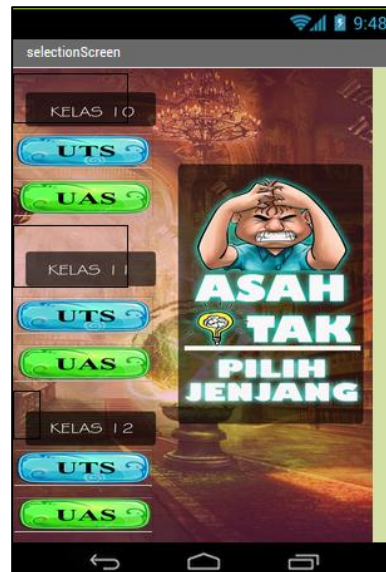 9:48
selectionScreen
KELAS 10
UTS
UAS
KELAS 11
UTS
UAS
KELAS 12
UTS
UAS
ASAH
TAK
PILIH
JENJANG